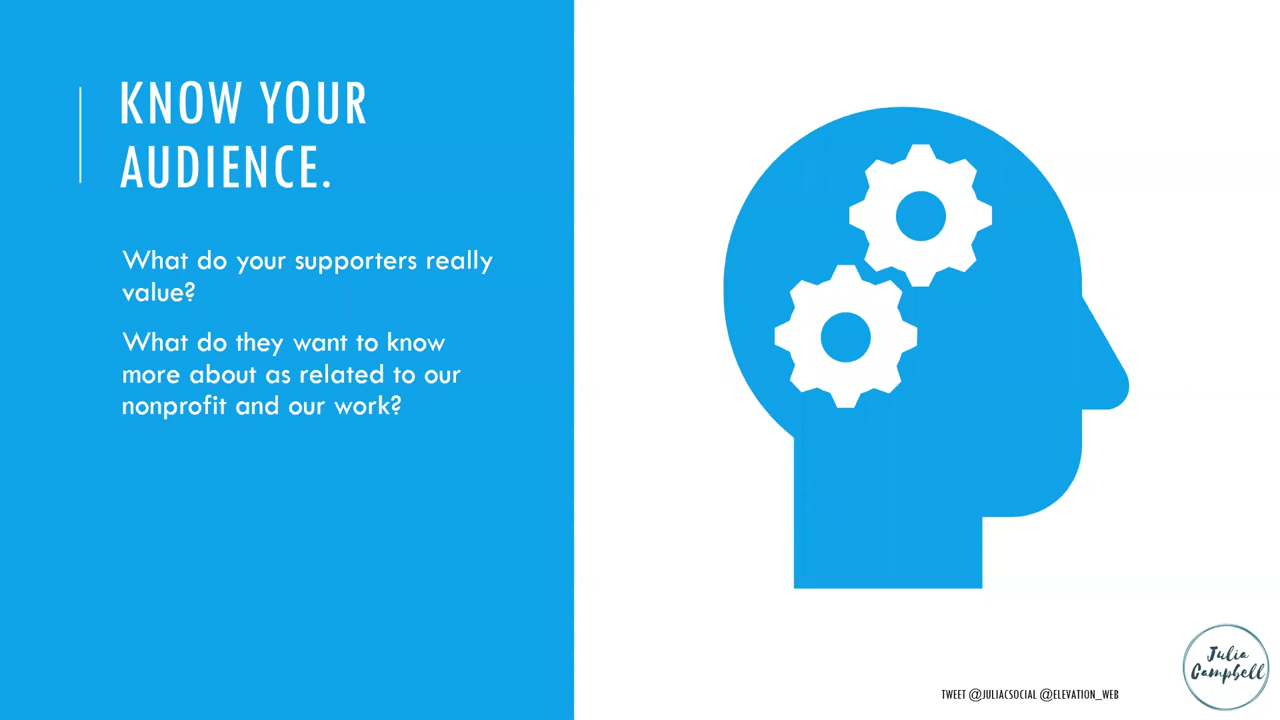 KNOW YOUR
AUDIENCE.
What do your supporters really
value?
What do they want to know
more about as related to our
nonprofit and our work?
TWEET @JULIACSOCIAL @ELEVATION_WEB
Julia
Campbell